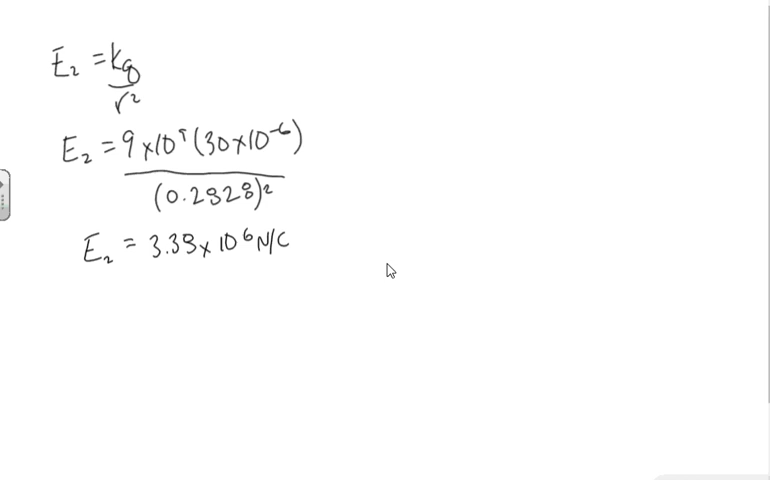 E₂ = kq/r²
E₂ = 9×10⁹(30×10⁻⁶)/(0.2828)²
E₂ = 3.38×10⁶ N/C